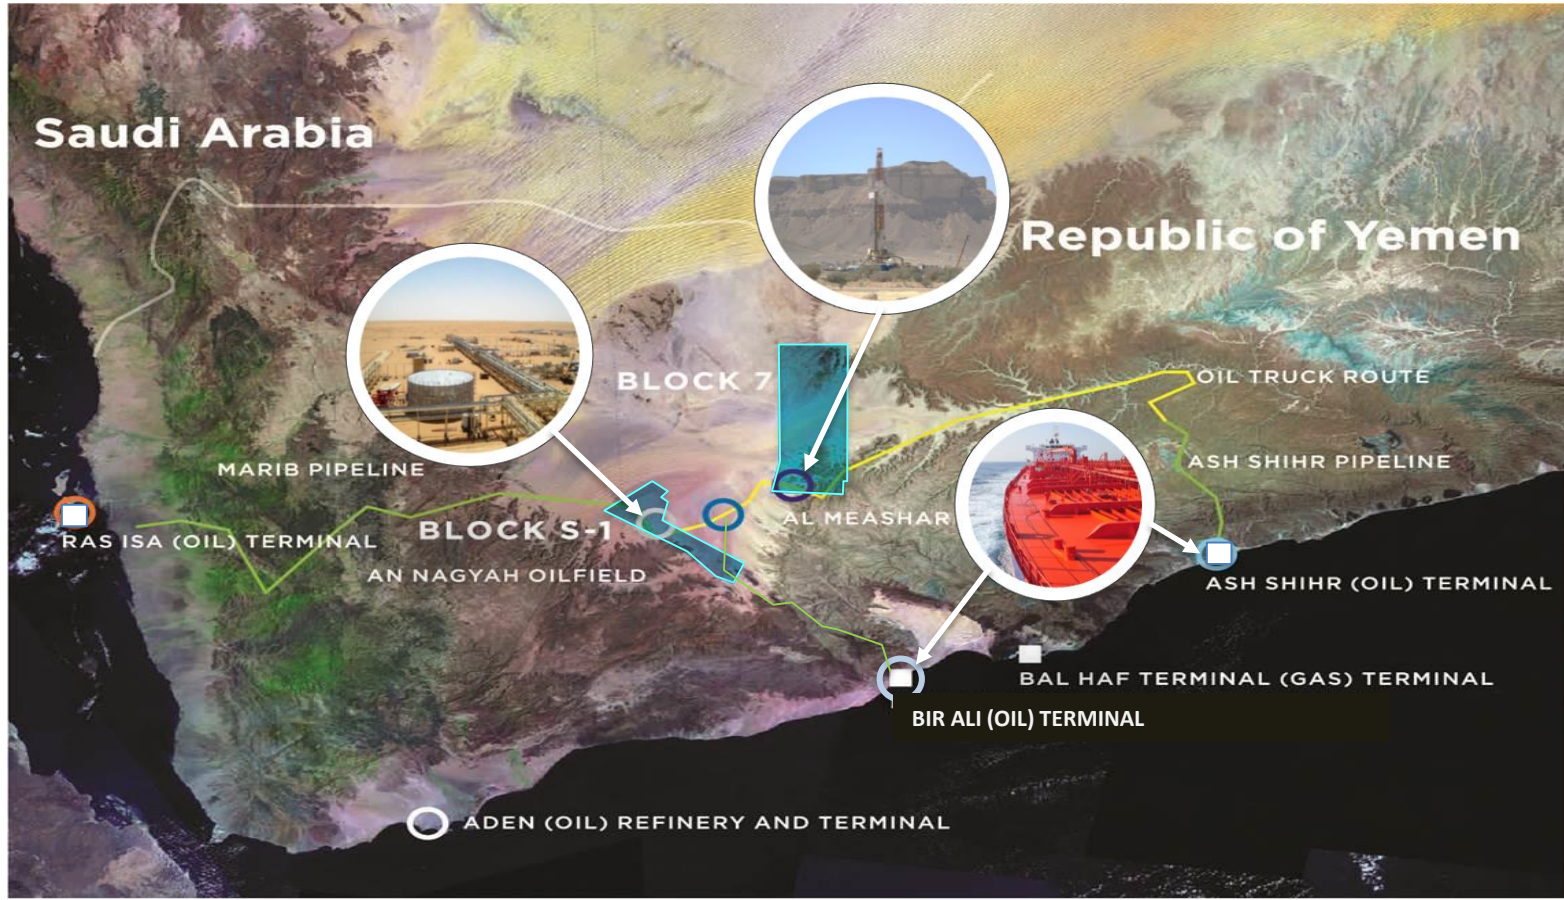 Saudi Arabia
Republic of Yemen
BLOCK 7
OIL TRUCK ROUTE
MARIB PIPELINE
ASH SHIHR PIPELINE
AL MEASHAR
BLOCK S-1
RAS ISA (OIL) TERMINAL
AN NAGYAH OILFIELD
ASH SHIHR (OIL) TERMINAL
BAL HAF TERMINAL (GAS) TERMINAL
BIR ALI (OIL) TERMINAL
ADEN (OIL) REFINERY AND TERMINAL